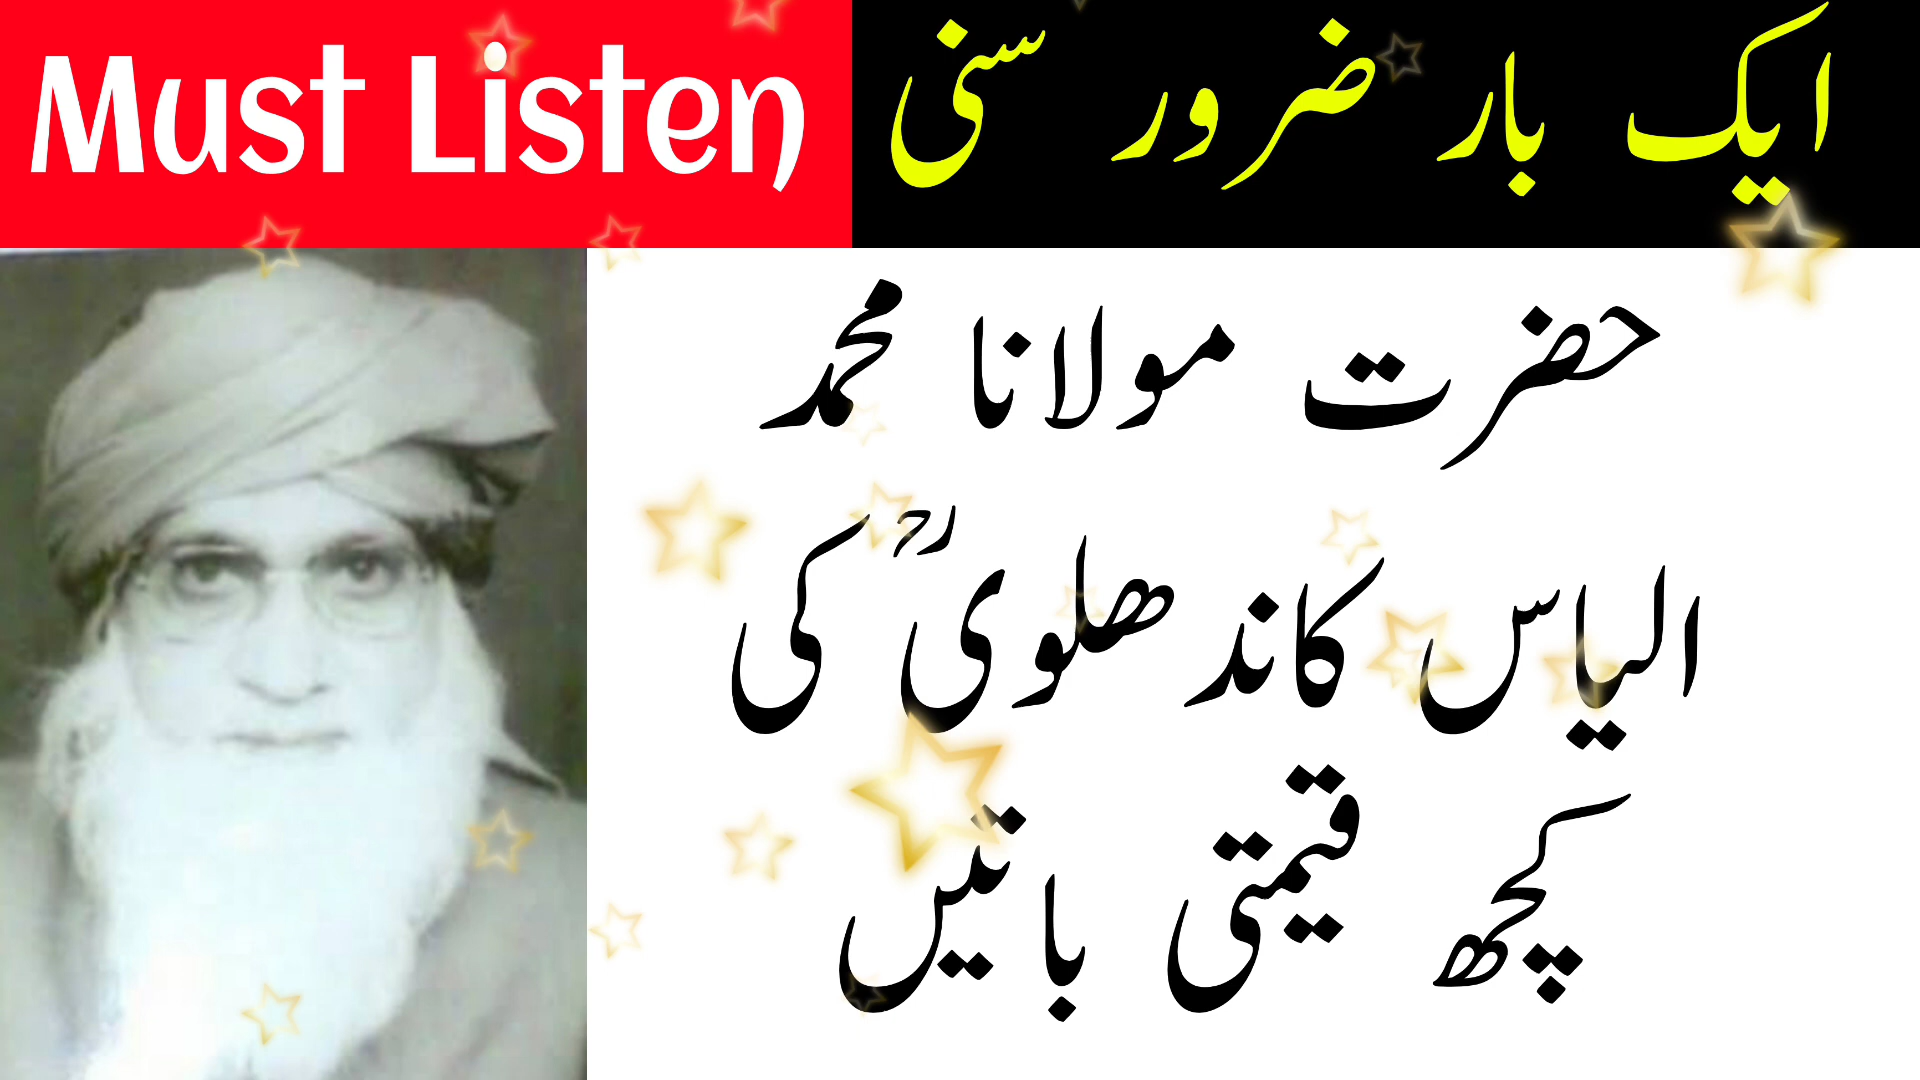 Must Listen
ایک بار ضرور سنی
حضرت مولانا محمد
الیاس کاندھلویؒ کی
کچھ قیمتی باتیں